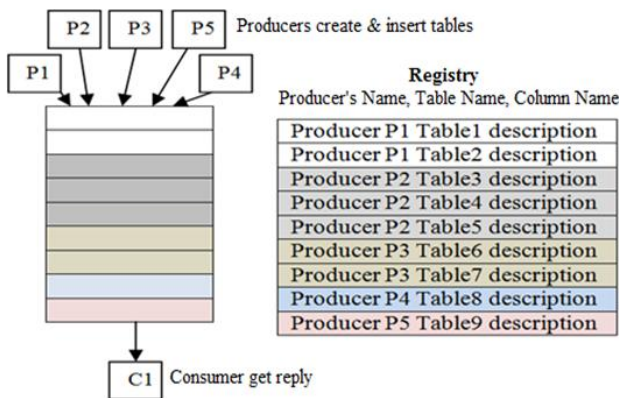 P2 P3 P5 Producers create & insert tables
P1 P4
Registry
Producer's Name, Table Name, Column Name
Producer P1 Table1 description
Producer P1 Table2 description
Producer P2 Table3 description
Producer P2 Table4 description
Producer P2 Table5 description
Producer P3 Table6 description
Producer P3 Table7 description
Producer P4 Table8 description
Producer P5 Table9 description
C1 Consumer get reply